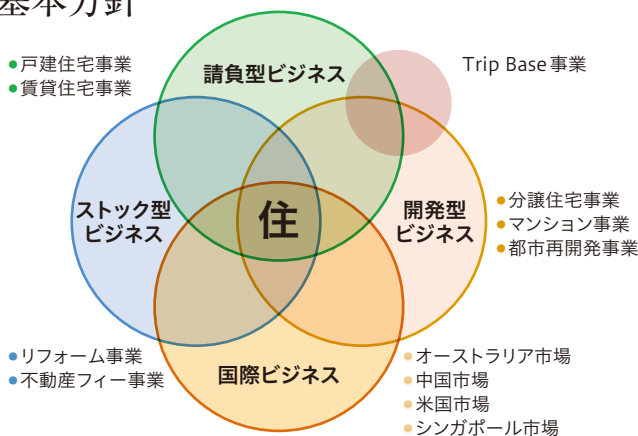 基本方針
●戸建住宅事業
●賃貸住宅事業
請負型ビジネス
Trip Base事業
ストック型
ビジネス
住
開発型
ビジネス
●分譲住宅事業
●マンション事業
●都市再開発事業
●リフォーム事業
●不動産フィー事業
国際ビジネス
●オーストラリア市場
●中国市場
●米国市場
●シンガポール市場